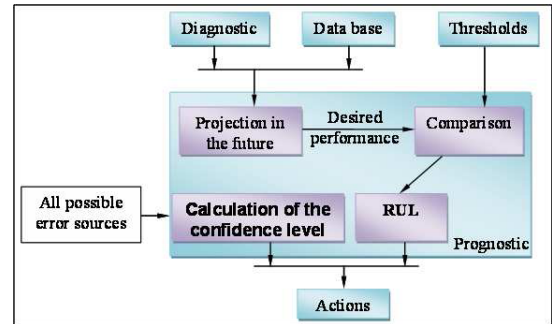 Diagnostic
Data base
Thresholds
Projection in
the future
Desired
performance
Comparison
All possible
error sources
Calculation of the
confidence level
RUL
Prognostic
Actions